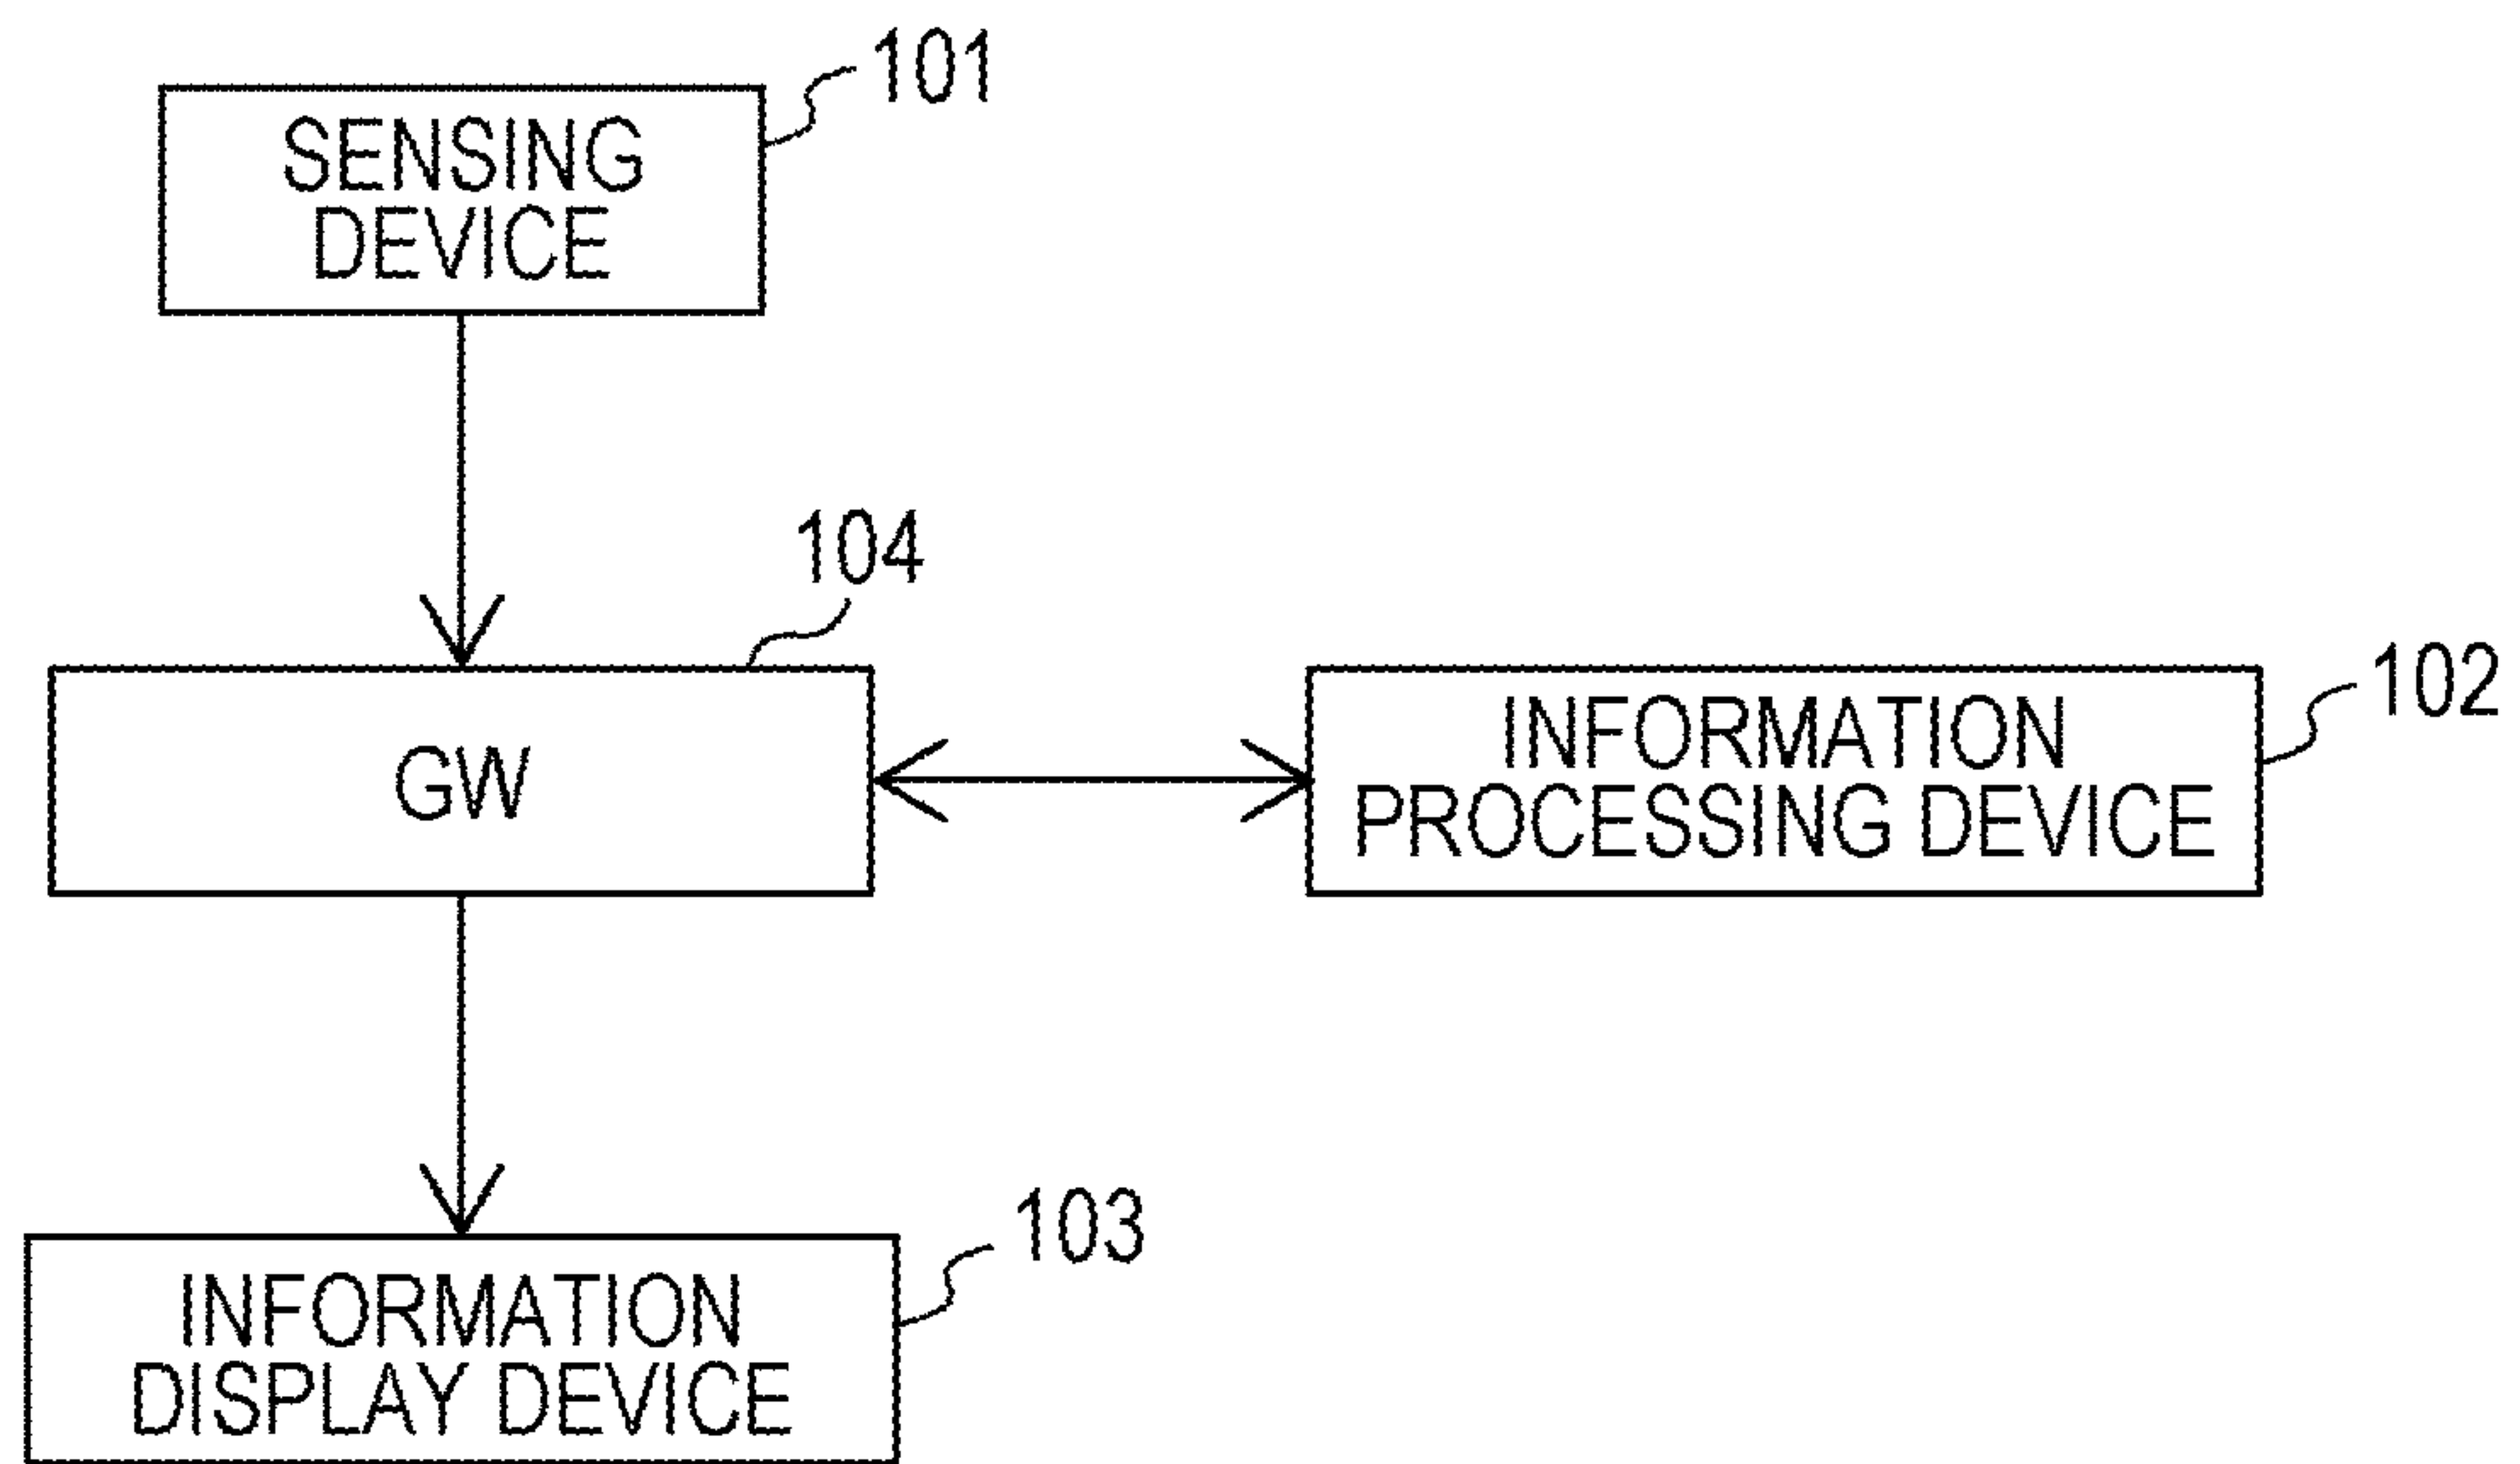 101
SENSING
DEVICE
104
GW
102
INFORMATION
PROCESSING DEVICE
103
INFORMATION
DISPLAY DEVICE